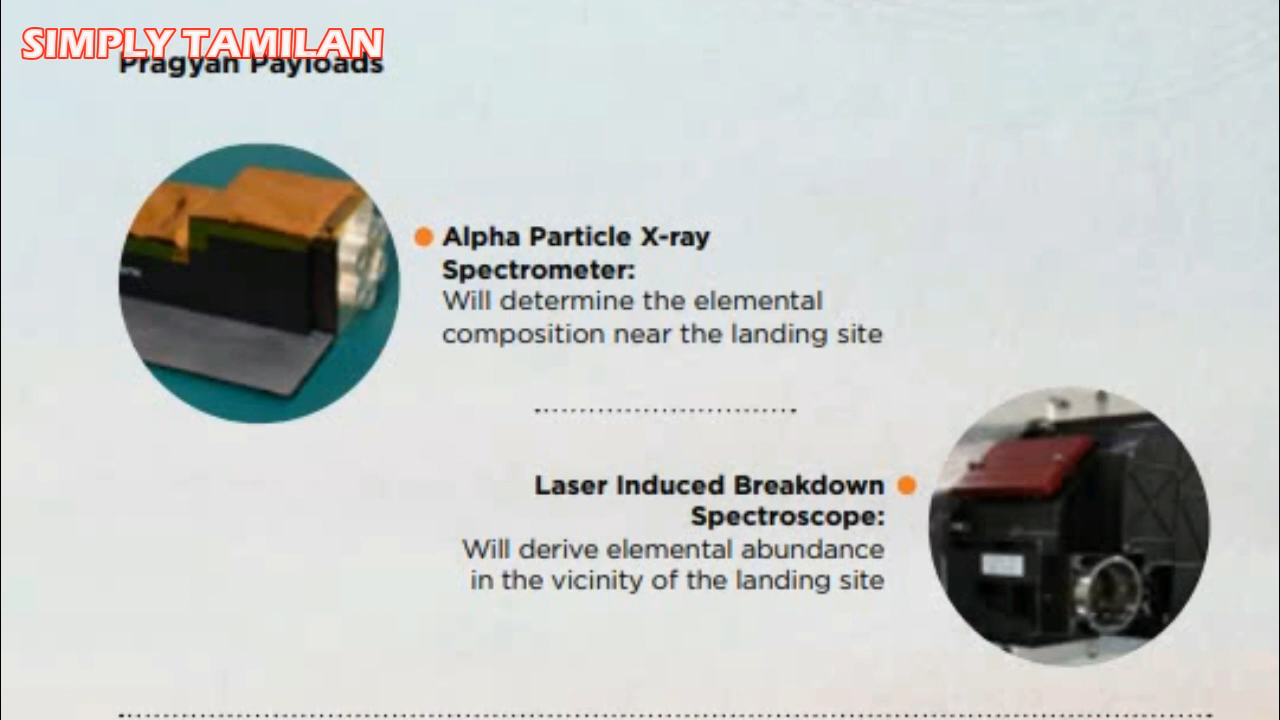 SIMPLY TAMILAN
Pragyan Payloads
Alpha Particle X-ray
Spectrometer:
Will determine the elemental
composition near the landing site
Laser Induced Breakdown
Spectroscope:
Will derive elemental abundance
in the vicinity of the landing site